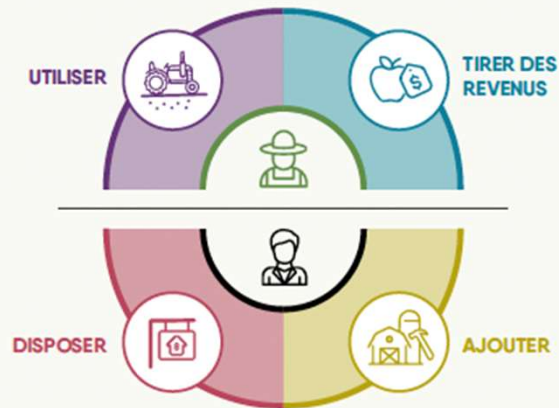 UTILISER
TIRER DES
REVENUS
$
DISPOSER
AJOUTER